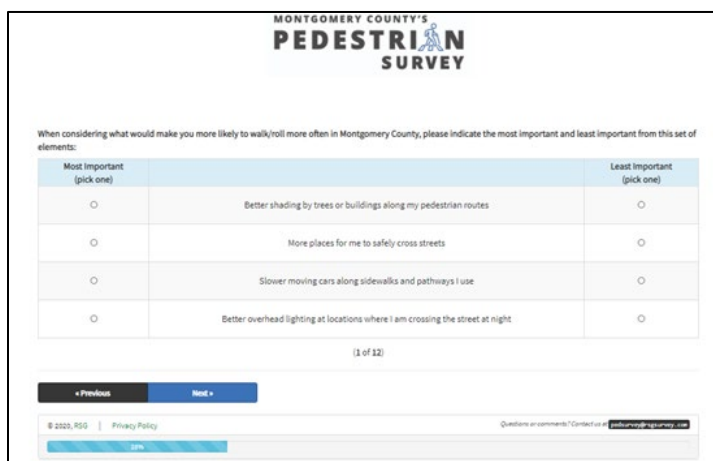 MONTGOMERY COUNTY'S
PEDESTRIAN
SURVEY
When considering what would make you more likely to walk/roll more often in Montgomery County, please indicate the most important and least important from this set of
elements:
Most Important
(pick one)
Least Important
(pick one)
Better shading by trees or buildings along my pedestrian routes
More places for me to safely cross streets
Slower moving cars along sidewalks and pathways I use
Better overhead lighting at locations where I am crossing the street at night
(1 of 12)
« Previous
Next »
© 2020, RSG | Privacy Policy
Questions or comments? Contact us at pedsurvey@rsgsurvey.com